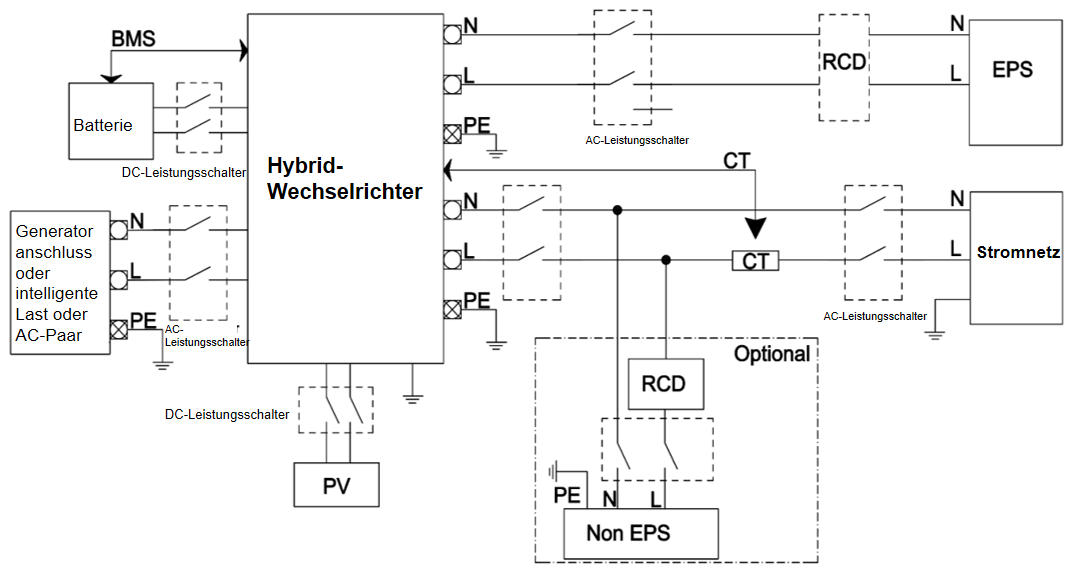 BMS
Batterie
DC-Leistungsschalter
Hybrid-
Wechselrichter
N
L
PE
AC-Leistungsschalter
RCD
N
L
EPS
CT
N
L
PE
CT
AC-Leistungsschalter
N
L
Stromnetz
Generator
anschluss
oder
intelligente
Last oder
AC-Paar
N
L
PE
AC-
Leistungsschalter
DC-Leistungsschalter
PV
Optional
RCD
PE
N
L
Non EPS